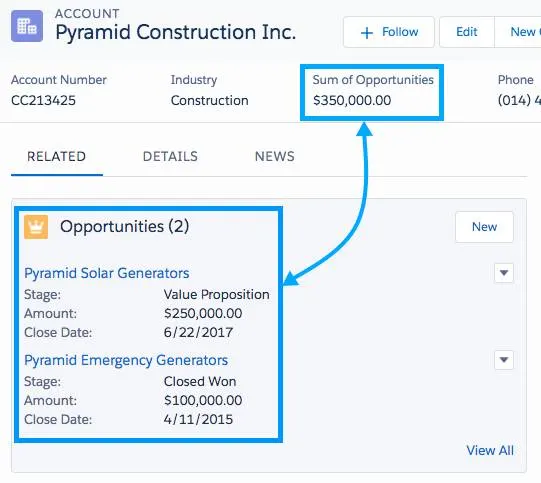 ACCOUNT
Pyramid Construction Inc.
+ Follow
Edit
New
Account Number
Industry
Sum of Opportunities
Phone
CC213425
Construction
$350,000.00
(014) 4
RELATED
DETAILS
NEWS
Opportunities (2)
New
Pyramid Solar Generators
Stage: Value Proposition
Amount: $250,000.00
Close Date: 6/22/2017
Pyramid Emergency Generators
Stage: Closed Won
Amount: $100,000.00
Close Date: 4/11/2015
View All